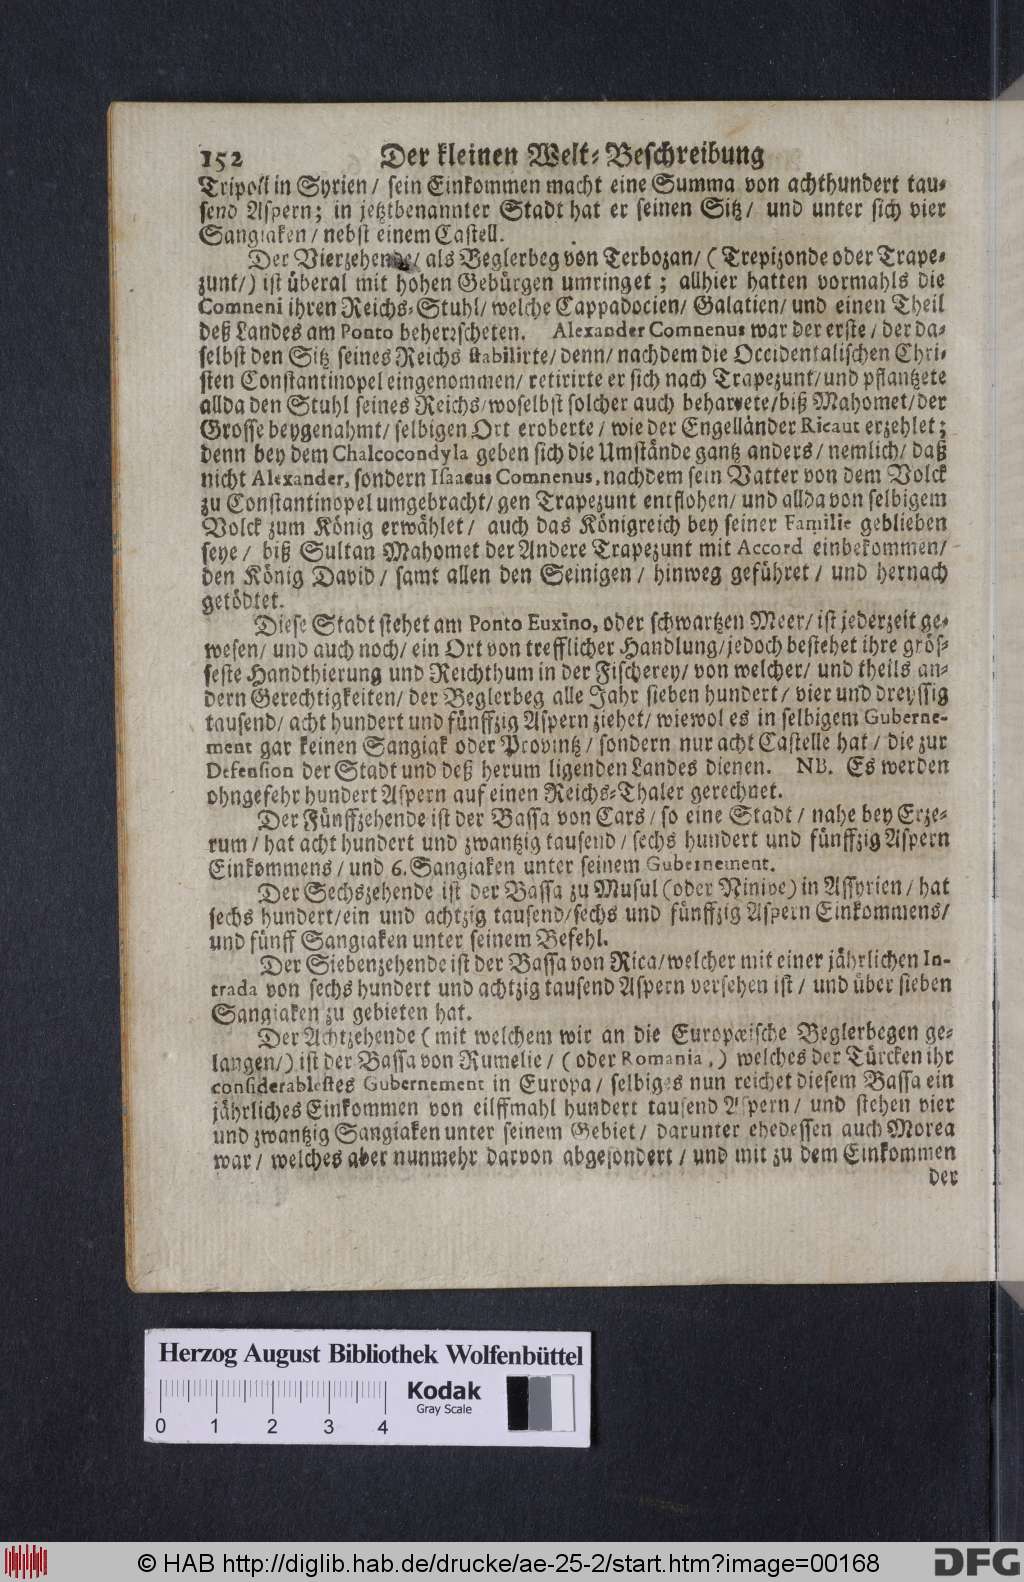 152 Der kleinen Welt-Beschreibung
Tripoli in Syrien/ sein Einkommen macht eine Summa von achthundert tau-
send Aspern; in jetztbenannter Stadt hat er seinen Sitz/ und unter sich vier
Sangiaken/ nebst einem Castell.
Der Vierzehende/ als Beglerbeg von Terbozan/ (Trepizonde oder Trape-
zunt/) ist überal mit hohen Gebürgen umringet; allhier hatten vormahls die
Comneni ihren Reichs-Stuhl/ welche Cappadocien/ Galatien/ und einen Theil
deß Landes am Ponto beherzscheten. Alexander Comnenus war der erste/ der da-
selbst den Sitz seines Reichs stabilirte/ denn/ nachdem die Occidentalischen Chri-
sten Constantinopel eingenommen/ retirirte er sich nach Trapezunt/ und pflantzete
allda den Stuhl seines Reichs/ woselbst solcher auch beharrete/ biß Mahomet/ der
Grosse beygenahmt/ selbigen Ort eroberte/ wie der Engelländer Ricaut erzehlet;
denn bey dem Chalcocondyla geben sich die Umstände gantz anders/ nemlich/ daß
nicht Alexander, sondern Isaacus Comnenus, nachdem sein Vatter von dem Volck
zu Constantinopel umgebracht/ gen Trapezunt entflohen/ und allda von selbigem
Volck zum König erwählet/ auch das Königreich bey seiner Familie geblieben
seye/ biß Sultan Mahomet der Andere Trapezunt mit Accord einbekommen/
den König David/ samt allen den Seinigen/ hinweg geführet/ und hernach
getödtet.
Diese Stadt stehet am Ponto Euxino, oder schwartzen Meer/ ist jederzeit ge-
wesen/ und auch noch/ ein Ort von trefflicher Handlung/ jedoch bestehet ihre grös-
seste Handthierung und Reichthum in der Fischerey/ von welcher/ und theils an-
dern Gerechtigkeiten/ der Beglerbeg alle Jahr sieben hundert/ vier und dreyssig
tausend/ acht hundert und fünffzig Aspern ziehet/ wiewol es in selbigem Guberne-
ment gar keinen Sangiak oder Provintz/ sondern nur acht Castelle hat/ die zur
Defension der Stadt und deß herum ligenden Landes dienen. NB. Es werden
ohngefehr hundert Aspern auf einen Reichs-Thaler gerechnet.
Der Fünffzehende ist der Bassa von Cars/ so eine Stadt/ nahe bey Erze-
rum/ hat acht hundert und zwantzig tausend/ sechs hundert und fünffzig Aspern
Einkommens/ und 6. Sangiaken unter seinem Gubernement.
Der Sechszehende ist der Bassa zu Musul (oder Ninive) in Assyrien/ hat
sechs hundert/ ein und achtzig tausend/ sechs und fünffzig Aspern Einkommens/
und fünff Sangiaken unter seinem Befehl.
Der Siebenzehende ist der Bassa von Rica/ welcher mit einer jährlichen In-
trada von sechs hundert und achtzig tausend Aspern versehen ist/ und über sieben
Sangiaken zu gebieten hat.
Der Achtzehende (mit welchem wir an die Europæische Beglerbegen ge-
langen/) ist der Bassa von Rumelie/ (oder Romania,) welches der Türcken ihr
considerablestes Gubernement in Europa/ selbiges nun reichet diesem Bassa ein
jährliches Einkommen von eilffmahl hundert tausend Aspern/ und stehen vier
und zwantzig Sangiaken unter seinem Gebiet/ darunter ehedessen auch Morea
war/ welches aber nunmehr darvon abgesondert/ und mit zu dem Einkommen
der
Herzog August Bibliothek Wolfenbüttel
Kodak
Gray Scale
0 1 2 3 4
© HAB http://diglib.hab.de/drucke/ae-25-2/start.htm?image=00168
DFG